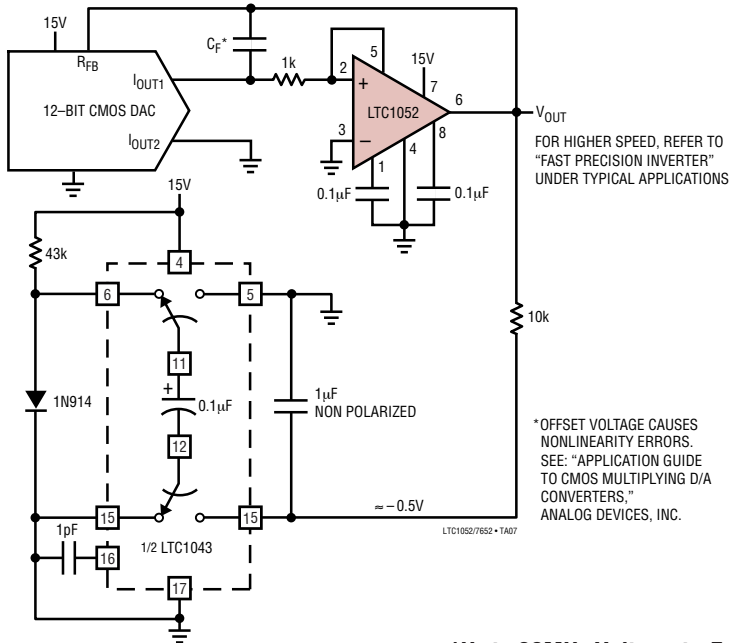 15V
R_FB
I_OUT1
12–BIT CMOS DAC
I_OUT2
C_F*
1k
5
2
+
3
–
LTC1052
15V
7
6
8
1
4
0.1µF
0.1µF
V_OUT
FOR HIGHER SPEED, REFER TO
“FAST PRECISION INVERTER”
UNDER TYPICAL APPLICATIONS
15V
43k
4
6
5
11
+
0.1µF
12
1N914
1µF
NON POLARIZED
10k
*OFFSET VOLTAGE CAUSES
NONLINEARITY ERRORS.
SEE: “APPLICATION GUIDE
TO CMOS MULTIPLYING D/A
CONVERTERS,”
ANALOG DEVICES, INC.
15
15
≈ –0.5V
LTC1052/7652 • TA07
1pF
16
1/2 LTC1043
17